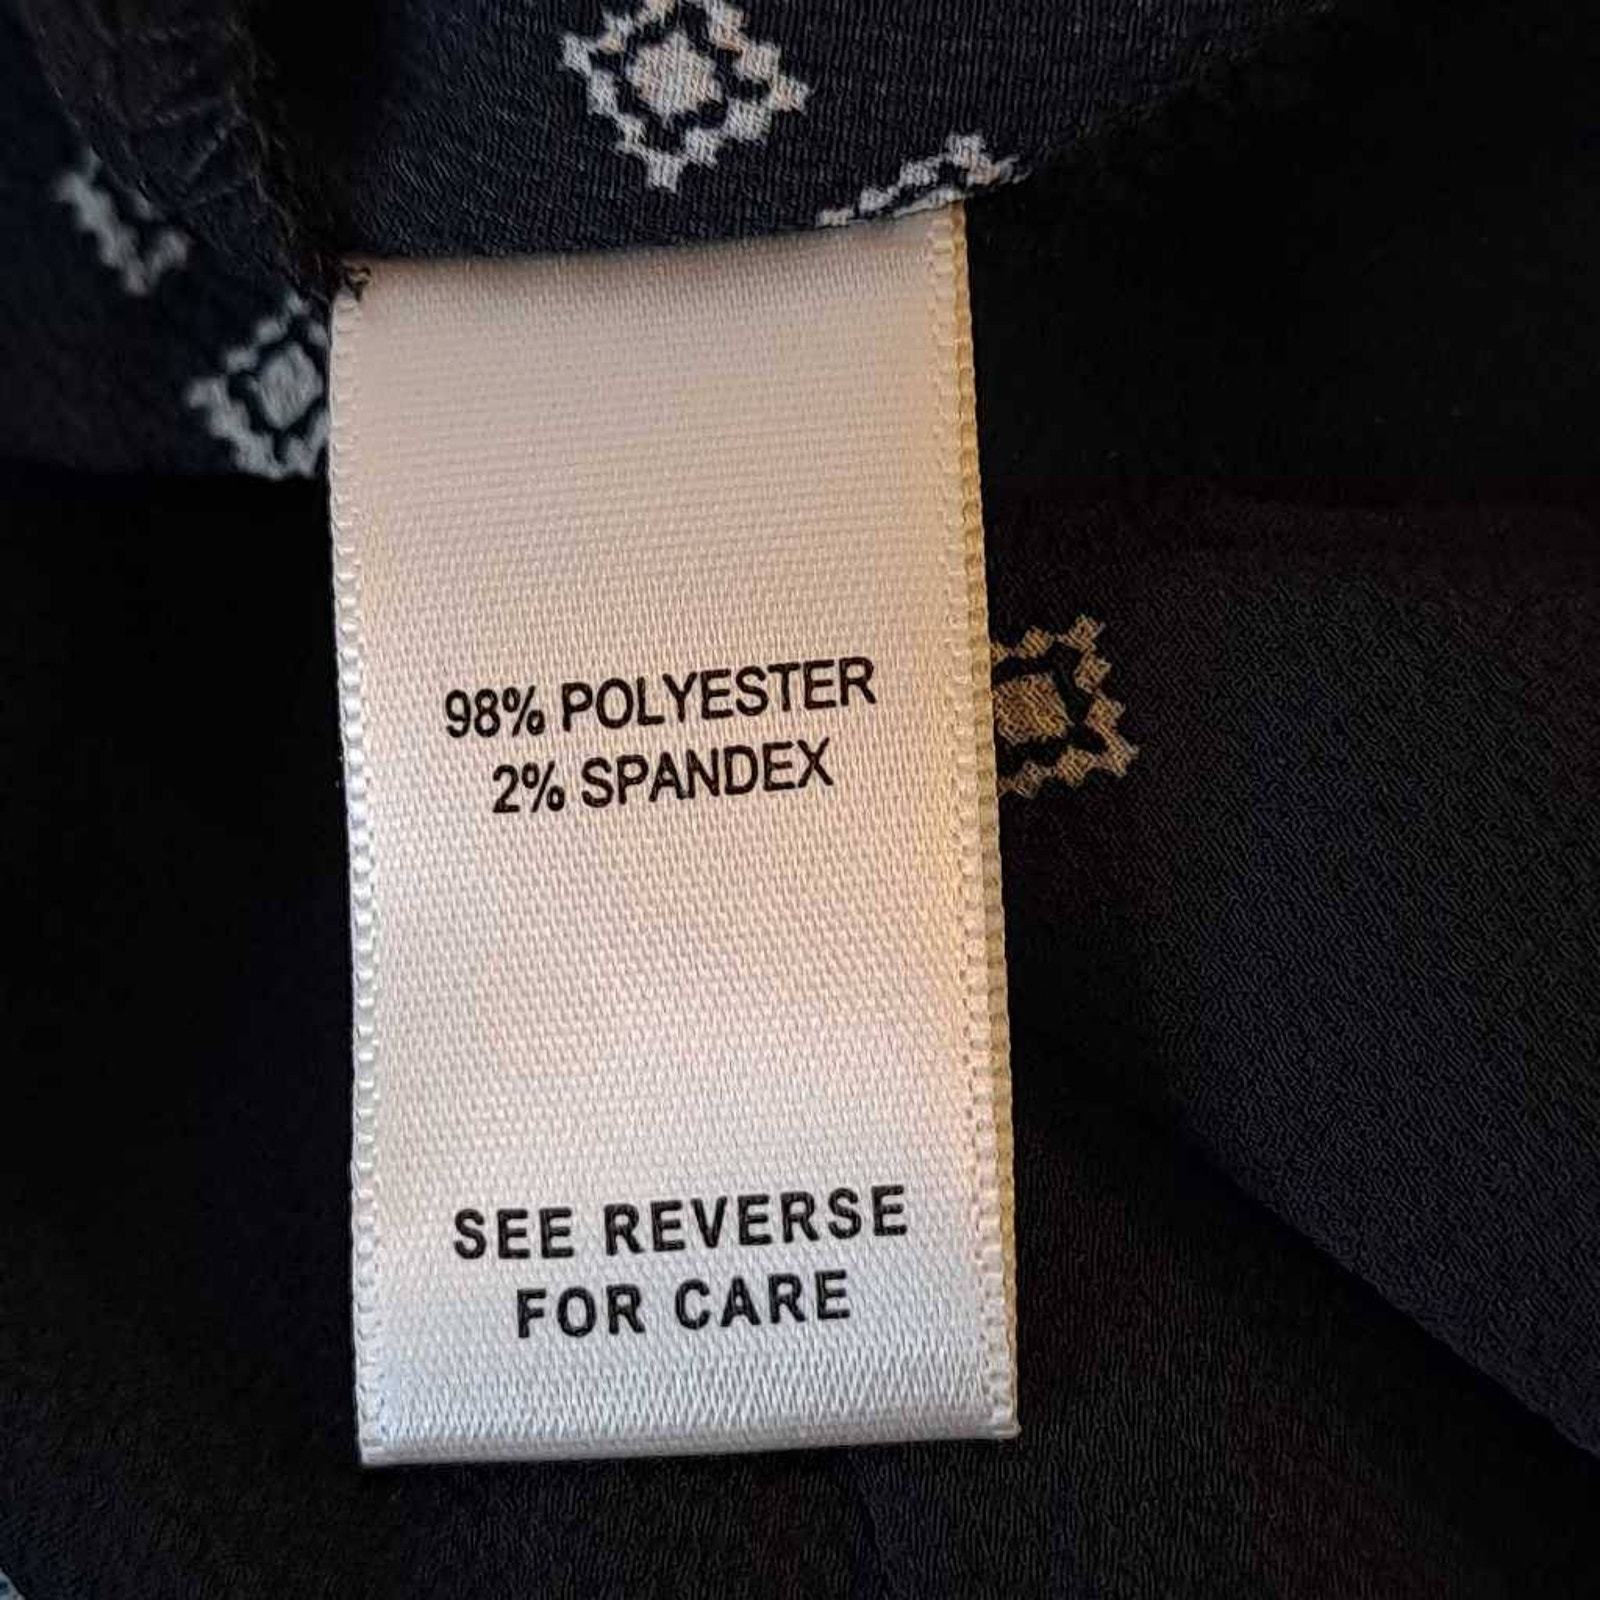 98% POLYESTER
2% SPANDEX
SEE REVERSE
FOR CARE